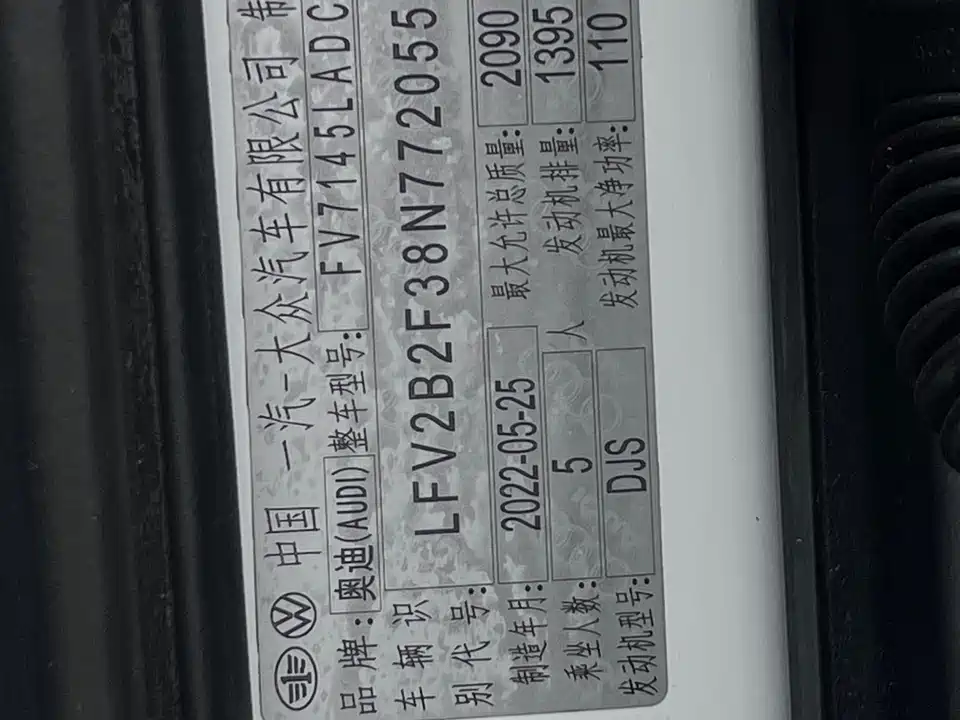 中国 一汽-大众汽车有限公司 制
品牌: 奥迪(AUDI) 整车型号: FV7145LADC
车辆识别代号: LFV2B2F38N772055
制造年月: 2022-05-25 最大允许总质量: 2090
乘坐人数: 5 人 发动机排量: 1395
发动机型号: DJS 发动机最大净功率: 110